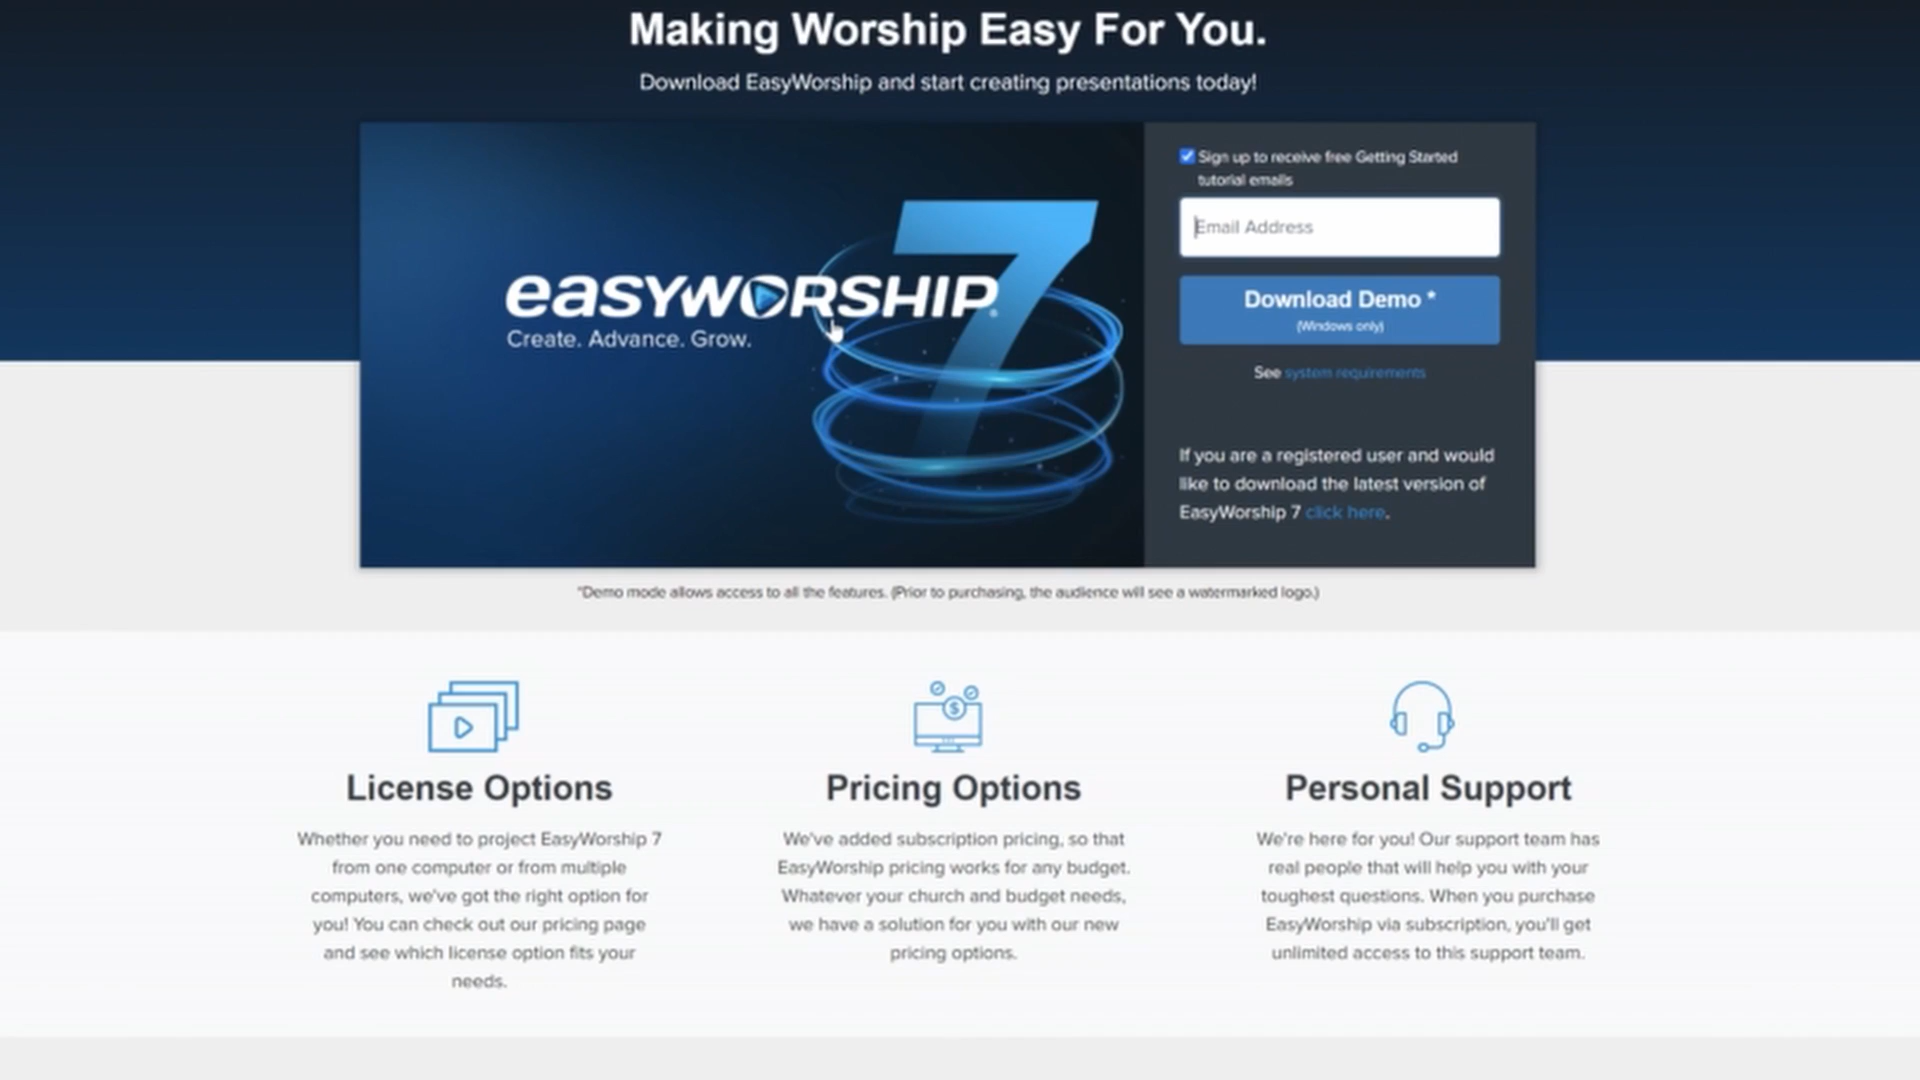 Making Worship Easy For You.
Download EasyWorship and start creating presentations today!
easyWORSHIP 7
Create. Advance. Grow.
Sign up to receive free Getting Started
tutorial emails
Email Address
Download Demo *
(Windows only)
See system requirements
If you are a registered user and would
like to download the latest version of
EasyWorship 7 click here.
*Demo mode allows access to all the features. (Prior to purchasing, the audience will see a watermarked logo.)
License Options
Whether you need to project EasyWorship 7
from one computer or from multiple
computers, we've got the right option for
you! You can check out our pricing page
and see which license option fits your
needs.
Pricing Options
We've added subscription pricing, so that
EasyWorship pricing works for any budget.
Whatever your church and budget needs,
we have a solution for you with our new
pricing options.
Personal Support
We're here for you! Our support team has
real people that will help you with your
toughest questions. When you purchase
EasyWorship via subscription, you'll get
unlimited access to this support team.